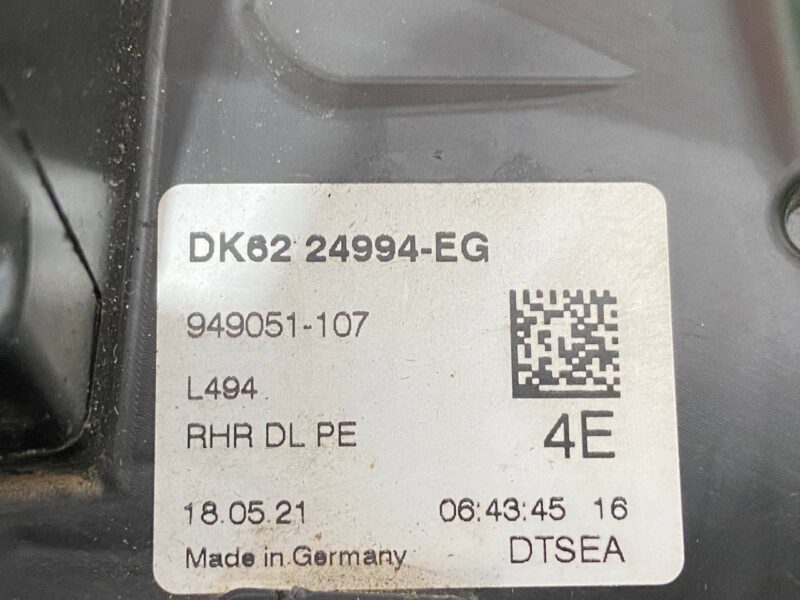 DK62 24994-EG
949051-107
L494
RHR DL PE
4E
18.05.21 06:43:45 16
Made in Germany DTSEA